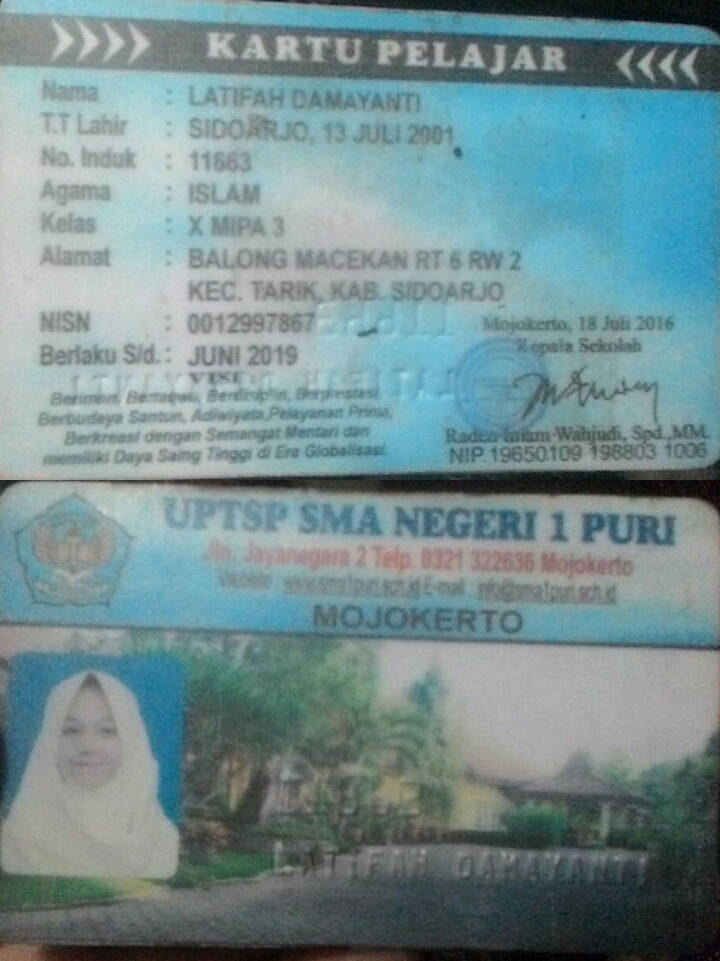 KARTU PELAJAR
Nama : LATIFAH DAMAYANTI
T.T Lahir : SIDOARJO, 13 JULI 2001
No. Induk : 11663
Agama : ISLAM
Kelas : X MIPA 3
Alamat : BALONG MACEKAN RT 6 RW 2
KEC. TARIK, KAB. SIDOARJO
NISN : 0012997867
Mojokerto, 18 Juli 2016
Berlaku S/d. : JUNI 2019
Kepala Sekolah
VISI
Beriman, Bertaqwa, Berdisiplin, Berprestasi,
Berbudaya Santun, Adiwiyata,Pelayanan Prima,
Berkreasi dengan Semangat Mentari dan
memiliki Daya Saing Tinggi di Era Globalisasi.
Raden Imam Wahjudi, Spd.,MM.
NIP.19650109 198803 1006
UPTSP SMA NEGERI 1 PURI
Jln. Jayanegara 2 Telp. 0321 322636 Mojokerto
Website : www.sma1puri.sch.id E-mail : info@sma1puri.sch.id
MOJOKERTO
LATIFAH DAMAYANTI